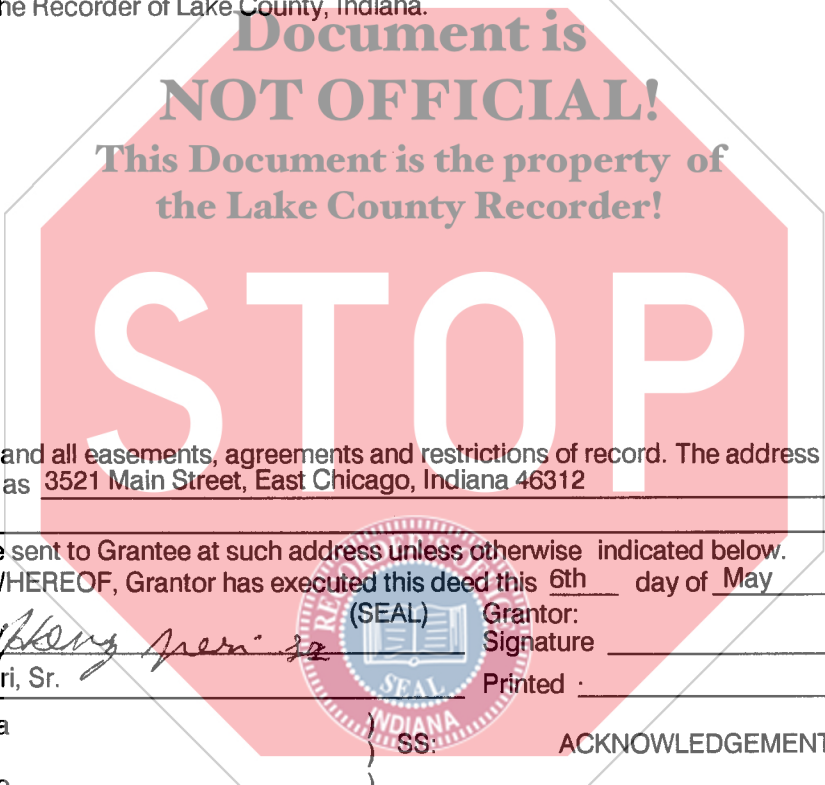 he Recorder of Lake County, Indiana.
Document is
NOT OFFICIAL!
This Document is the property of
the Lake County Recorder!
STOP
and all easements, agreements and restrictions of record. The address
as 3521 Main Street, East Chicago, Indiana 46312
e sent to Grantee at such address unless otherwise indicated below.
WHEREOF, Grantor has executed this deed this 6th day of May
(SEAL) Grantor:
Signature
ri, Sr. Printed
SEAL
INDIANA
a ) SS: ACKNOWLEDGEMENT
)
)